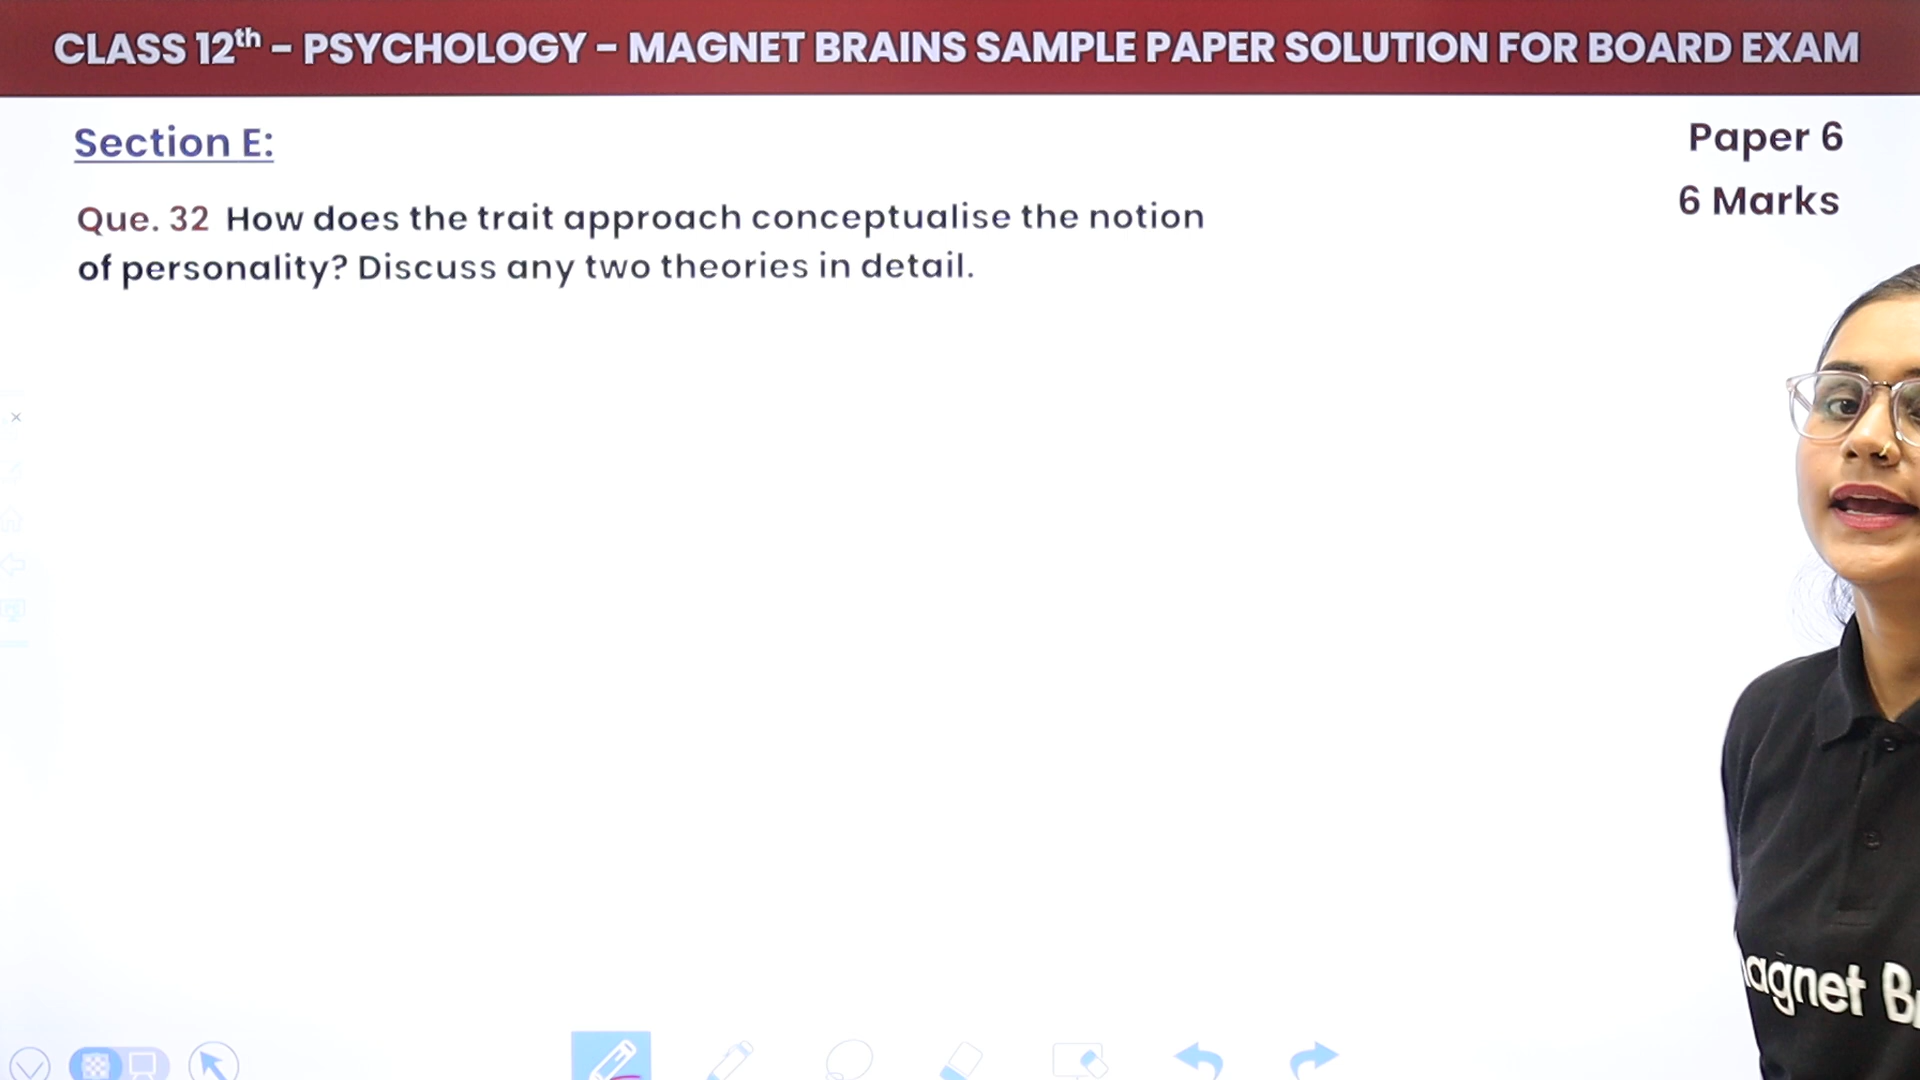 CLASS 12th – PSYCHOLOGY – MAGNET BRAINS SAMPLE PAPER SOLUTION FOR BOARD EXAM
Section E:
Paper 6
6 Marks
Que. 32 How does the trait approach conceptualise the notion
of personality? Discuss any two theories in detail.
agnet B